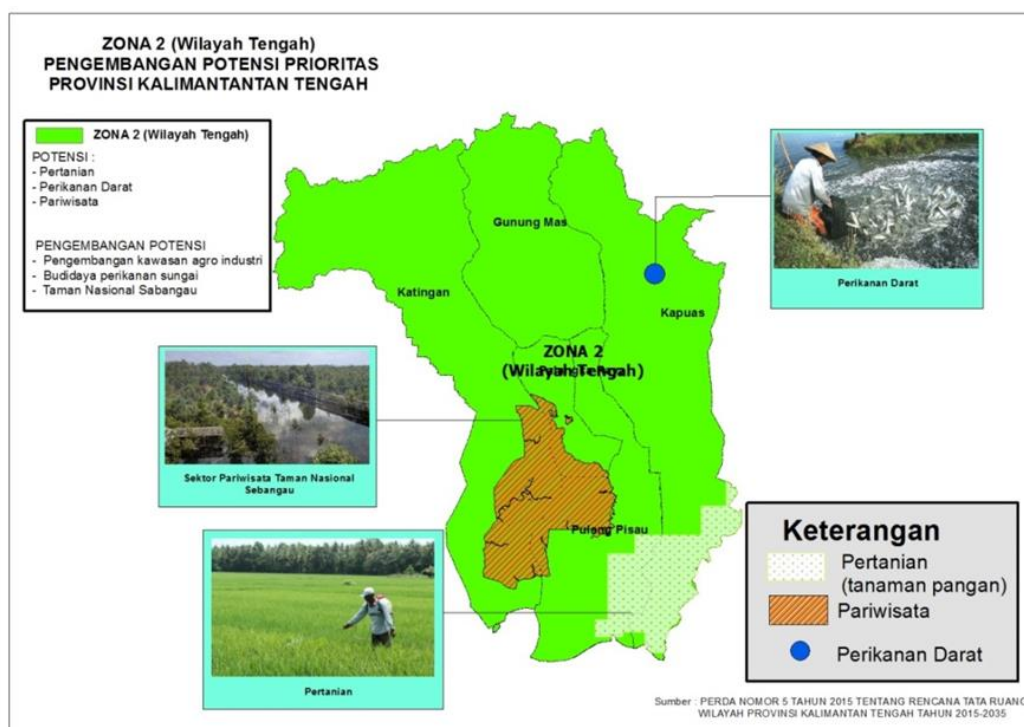 ZONA 2 (Wilayah Tengah)
PENGEMBANGAN POTENSI PRIORITAS
PROVINSI KALIMANTANTAN TENGAH
ZONA 2 (Wilayah Tengah)
POTENSI :
- Pertanian
- Perikanan Darat
- Pariwisata
PENGEMBANGAN POTENSI
- Pengembangan kawasan agro industri
- Budidaya perikanan sungai
- Taman Nasional Sabangau
Gunung Mas
Katingan
Kapuas
Perikanan Darat
ZONA 2
(Wilayah Tengah)
Sektor Pariwisata Taman Nasional
Sebangau
Pulang Pisau
Pertanian
Keterangan
Pertanian
(tanaman pangan)
Pariwisata
Perikanan Darat
Sumber : PERDA NOMOR 5 TAHUN 2015 TENTANG RENCANA TATA RUANG
WILAYAH PROVINSI KALIMANTAN TENGAH TAHUN 2015-2035